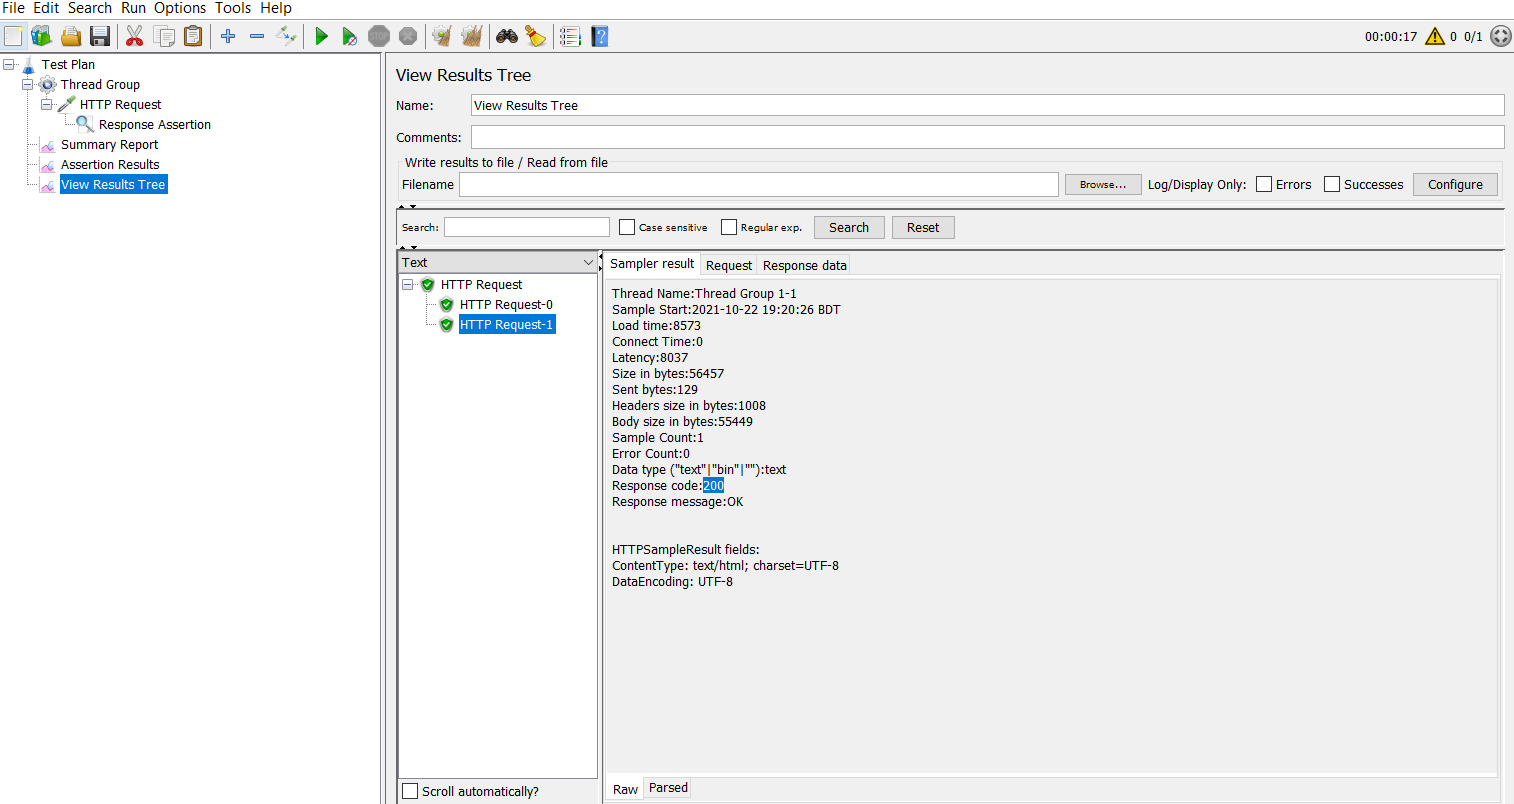 File Edit Search Run Options Tools Help
STOP
00:00:17 0 0/1
Test Plan
Thread Group
HTTP Request
Response Assertion
Summary Report
Assertion Results
View Results Tree
View Results Tree
Name: View Results Tree
Comments:
Write results to file / Read from file
Filename Browse... Log/Display Only: Errors Successes Configure
Search: Case sensitive Regular exp. Search Reset
Text
HTTP Request
HTTP Request-0
HTTP Request-1
Scroll automatically?
Sampler result Request Response data
Thread Name:Thread Group 1-1
Sample Start:2021-10-22 19:20:26 BDT
Load time:8573
Connect Time:0
Latency:8037
Size in bytes:56457
Sent bytes:129
Headers size in bytes:1008
Body size in bytes:55449
Sample Count:1
Error Count:0
Data type ("text"|"bin"|""):text
Response code:200
Response message:OK
HTTPSampleResult fields:
ContentType: text/html; charset=UTF-8
DataEncoding: UTF-8
Raw Parsed